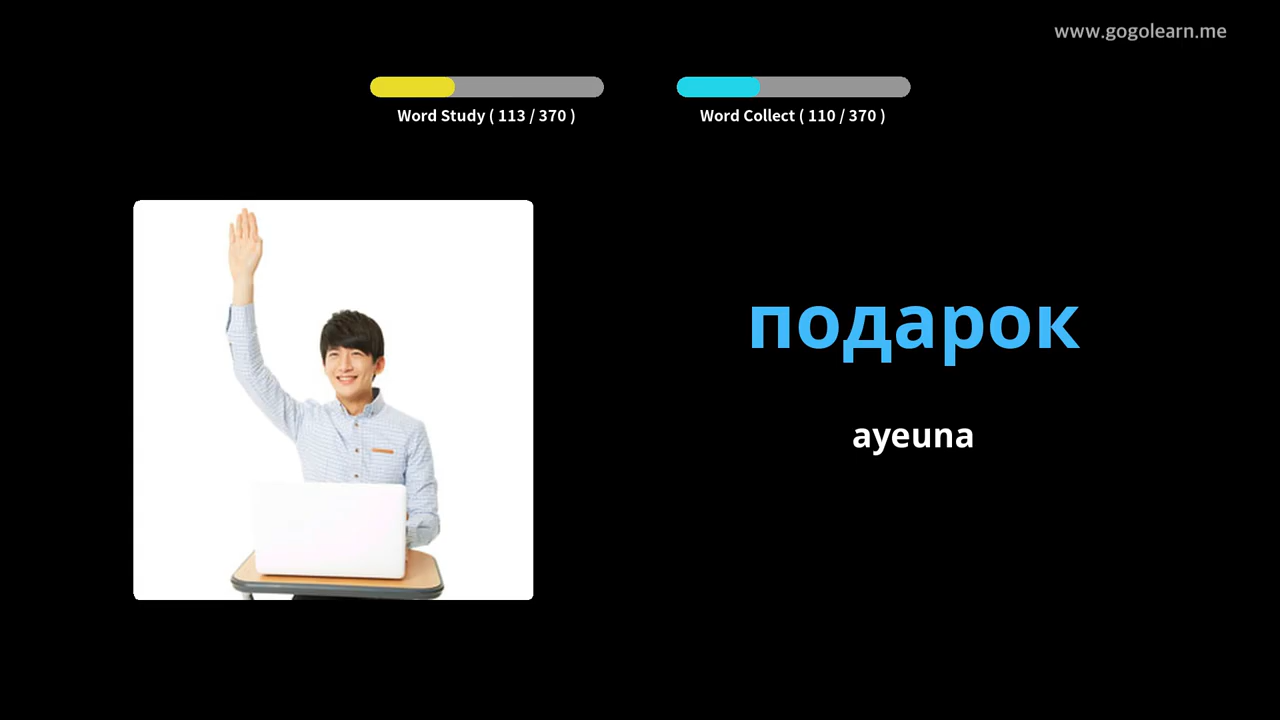 www.gogolearn.me
Word Study ( 113 / 370 )
Word Collect ( 110 / 370 )
подарок
ayeuna